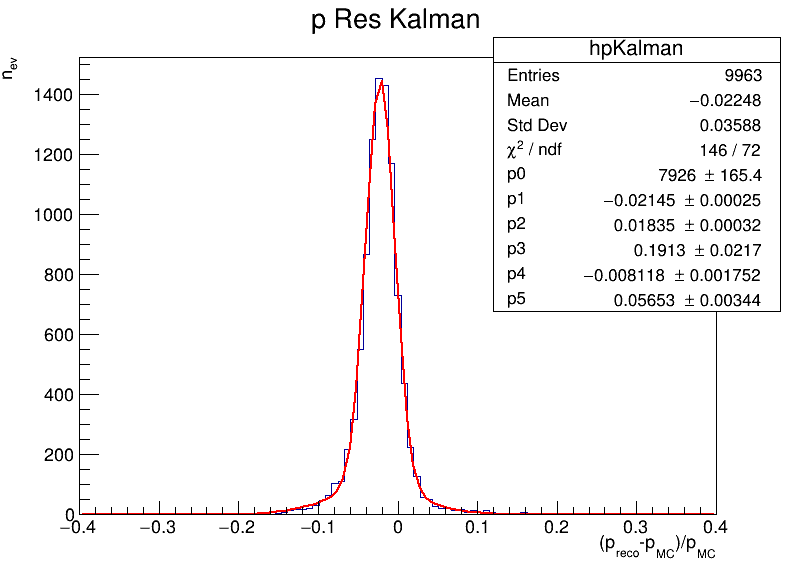 p Res Kalman
hpKalman
Entries 9963
Mean −0.02248
Std Dev 0.03588
χ² / ndf 146 / 72
p0 7926 ± 165.4
p1 −0.02145 ± 0.00025
p2 0.01835 ± 0.00032
p3 0.1913 ± 0.0217
p4 −0.008118 ± 0.001752
p5 0.05653 ± 0.00344
n_ev
1400
1200
1000
800
600
400
200
0
−0.4 −0.3 −0.2 −0.1 0 0.1 0.2 0.3 0.4
(p_reco-p_MC)/p_MC